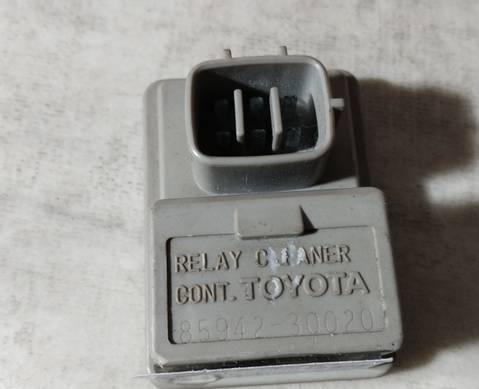 RELAY CLEANER
CONT. TOYOTA
85942-30020